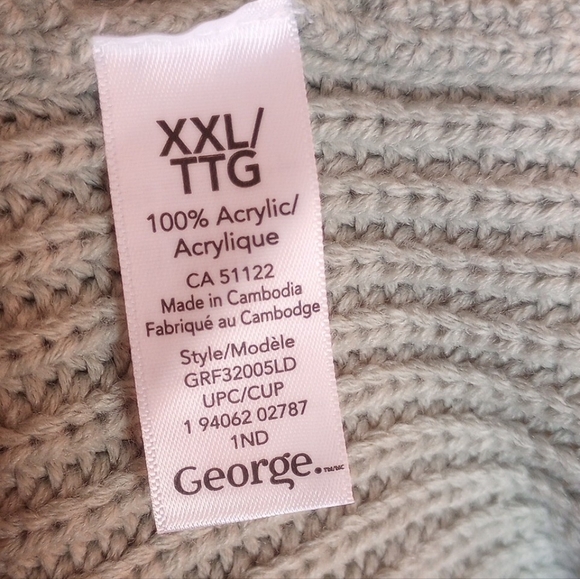 XXL/
TTG
100% Acrylic/
Acrylique
CA 51122
Made in Cambodia
Fabriqué au Cambodge
Style/Modèle
GRF32005LD
UPC/CUP
1 94062 02787
1ND
George.